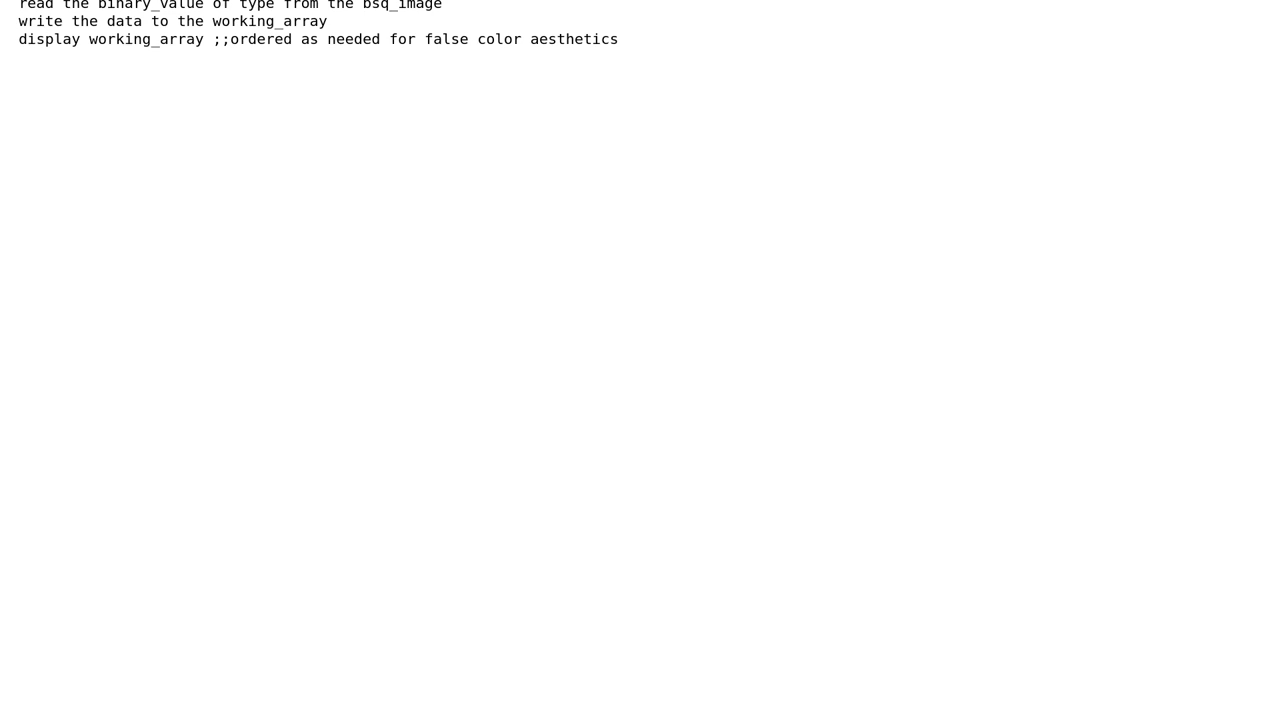 read the binary_value of type from the bsq_image
write the data to the working_array
display working_array ;;ordered as needed for false color aesthetics